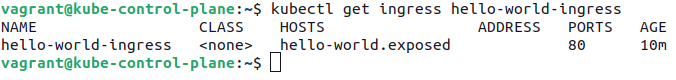 vagrant@kube-control-plane:~$ kubectl get ingress hello-world-ingress
NAME                  CLASS    HOSTS                 ADDRESS   PORTS   AGE
hello-world-ingress   <none>   hello-world.exposed             80      10m
vagrant@kube-control-plane:~$